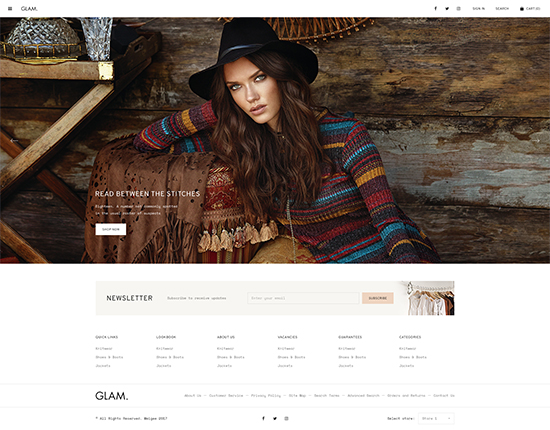 GLAM.
SIGN IN SEARCH CART (0)
READ BETWEEN THE STITCHES
SHOP NOW
NEWSLETTER Subscribe to receive updates Enter your email SUBSCRIBE
QUICK LINKS LOOKBOOK ABOUT US VACANCIES GUARANTEES CATEGORIES
Knitwear Knitwear Knitwear Knitwear Knitwear Knitwear
Shoes & Boots Shoes & Boots Shoes & Boots Shoes & Boots Shoes & Boots Shoes & Boots
Jackets Jackets Jackets Jackets Jackets Jackets
GLAM. About Us Customer Service Privacy Policy Site Map Search Terms Advanced Search Orders and Returns Contact Us
© All Rights Reserved. 2017 Select store: